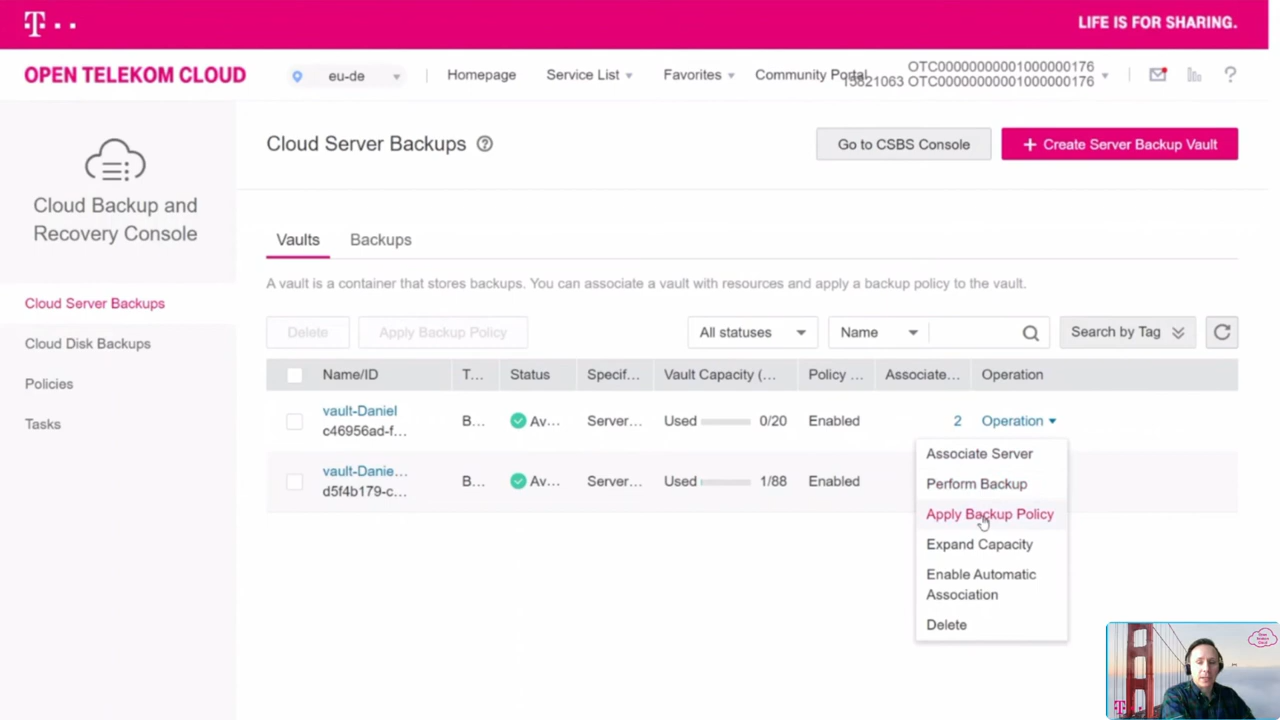 T
LIFE IS FOR SHARING.
OPEN TELEKOM CLOUD
eu-de
Homepage
Service List
Favorites
Community Portal
OTC00000000001000000176
15821063 OTC00000000001000000176
?
Cloud Backup and
Recovery Console
Cloud Server Backups
Cloud Disk Backups
Policies
Tasks
Cloud Server Backups ?
Go to CSBS Console
+ Create Server Backup Vault
Vaults
Backups
A vault is a container that stores backups. You can associate a vault with resources and apply a backup policy to the vault.
Delete
Apply Backup Policy
All statuses
Name
Search by Tag
Name/ID
T...
Status
Specif...
Vault Capacity (...
Policy ...
Associate...
Operation
vault-Daniel
c46956ad-f...
B...
Av...
Server...
Used
0/20
Enabled
2
Operation
vault-Danie...
d5f4b179-c...
B...
Av...
Server...
Used
1/88
Enabled
Associate Server
Perform Backup
Apply Backup Policy
Expand Capacity
Enable Automatic
Association
Delete
Open
Telekom
Cloud
T